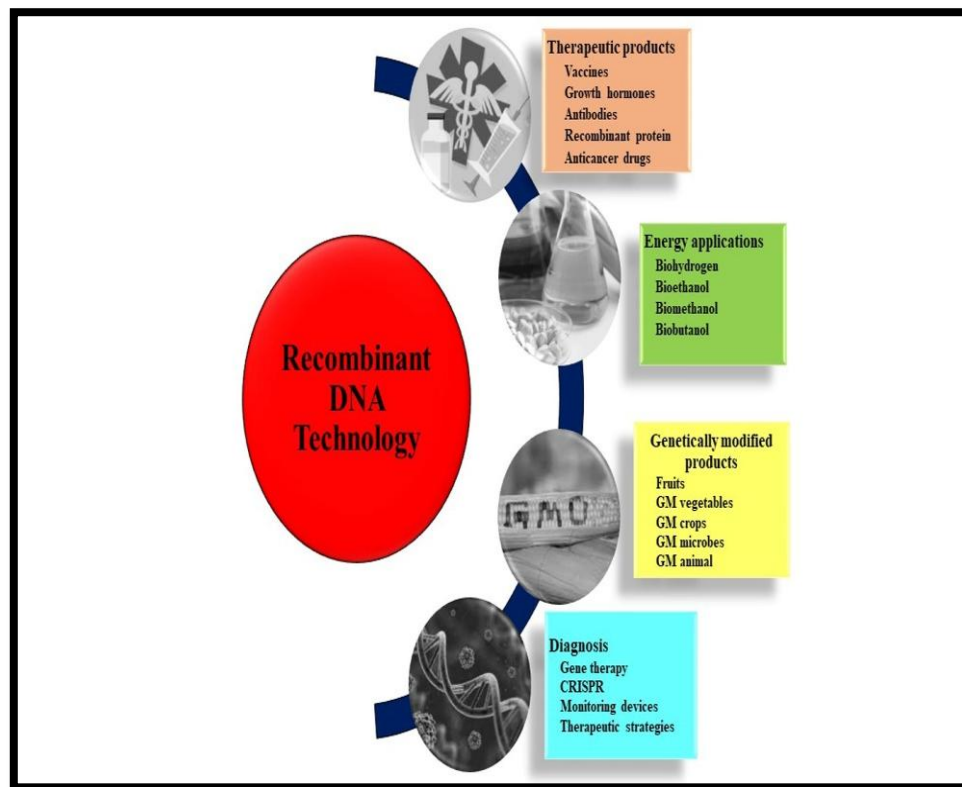 Recombinant
DNA
Technology
Therapeutic products
Vaccines
Growth hormones
Antibodies
Recombinant protein
Anticancer drugs
Energy applications
Biohydrogen
Bioethanol
Biomethanol
Biobutanol
Genetically modified
products
Fruits
GM vegetables
GM crops
GM microbes
GM animal
GMO
Diagnosis
Gene therapy
CRISPR
Monitoring devices
Therapeutic strategies